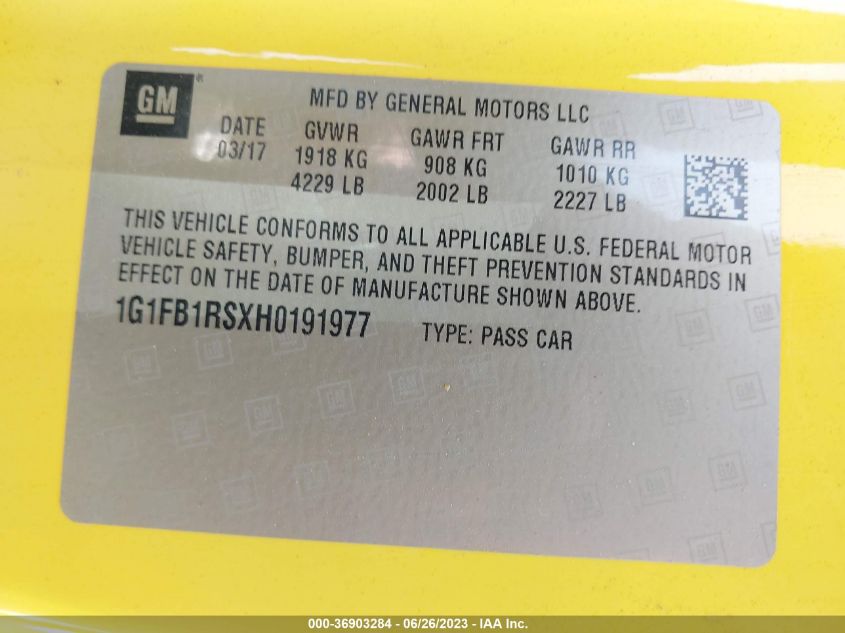 GM
MFD BY GENERAL MOTORS LLC
DATE GVWR GAWR FRT GAWR RR
03/17 1918 KG 908 KG 1010 KG
4229 LB 2002 LB 2227 LB
THIS VEHICLE CONFORMS TO ALL APPLICABLE U.S. FEDERAL MOTOR
VEHICLE SAFETY, BUMPER, AND THEFT PREVENTION STANDARDS IN
EFFECT ON THE DATE OF MANUFACTURE SHOWN ABOVE.
1G1FB1RSXH0191977 TYPE: PASS CAR
000-36903284 - 06/26/2023 - IAA, Inc.